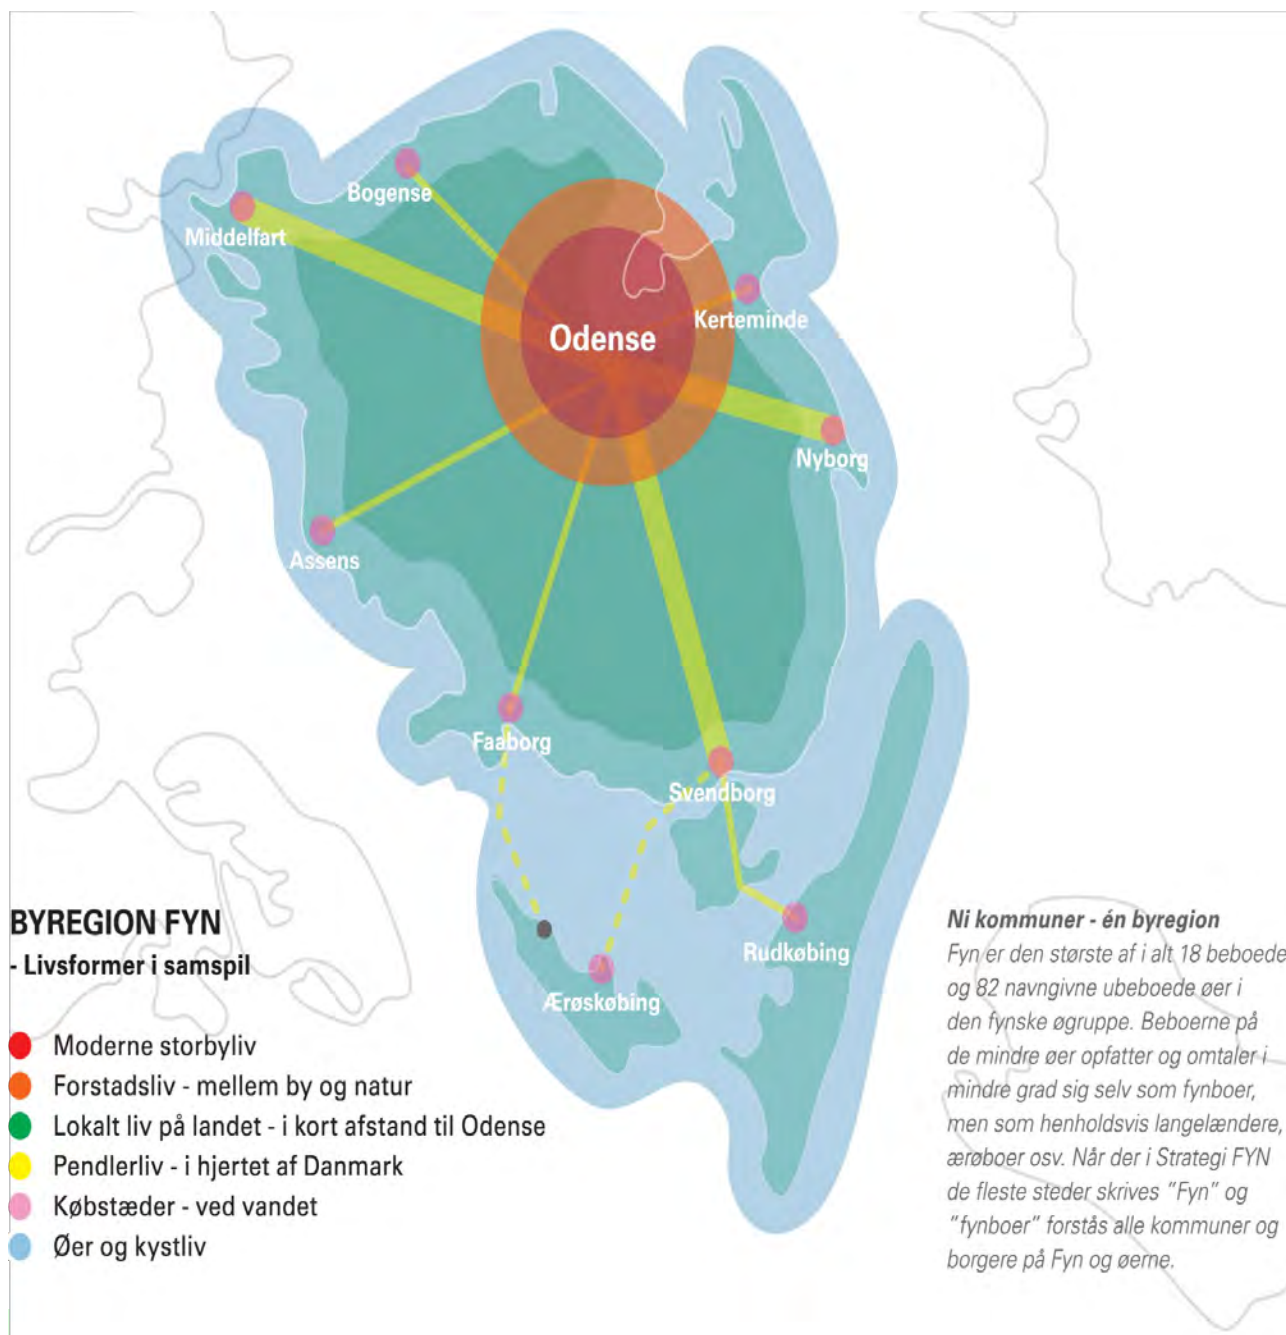 Bogense
Middelfart
Kerteminde
Odense
Nyborg
Assens
Faaborg
Svendborg
Rudkøbing
Ærøskøbing
BYREGION FYN
- Livsformer i samspil
Moderne storbyliv
Forstadsliv - mellem by og natur
Lokalt liv på landet - i kort afstand til Odense
Pendlerliv - i hjertet af Danmark
Købstæder - ved vandet
Øer og kystliv
Ni kommuner - én byregion
Fyn er den største af i alt 18 beboede
og 82 navngivne ubeboede øer i
den fynske øgruppe. Beboerne på
de mindre øer opfatter og omtaler i
mindre grad sig selv som fynboer,
men som henholdsvis langelændere,
ærøboer osv. Når der i Strategi FYN
de fleste steder skrives "Fyn" og
"fynboer" forstås alle kommuner og
borgere på Fyn og øerne.